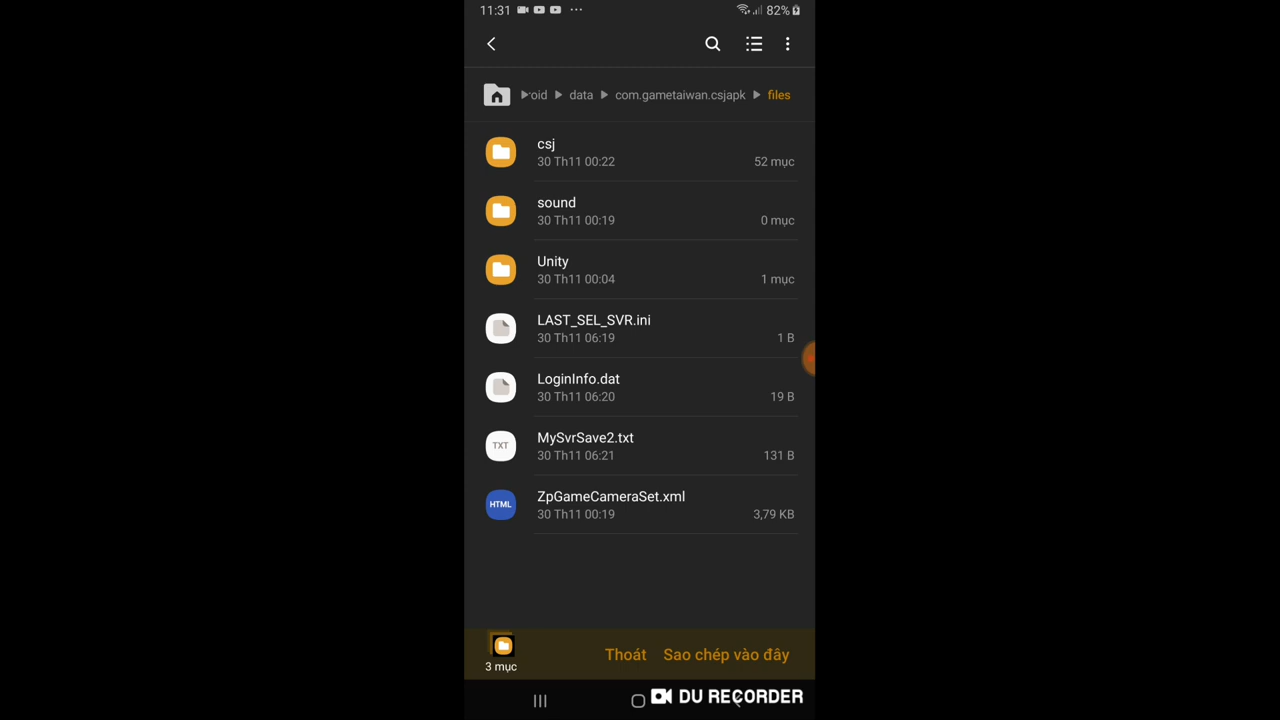 11:31 82%
roid data com.gametaiwan.csjapk files
csj
30 Th11 00:22 52 mục
sound
30 Th11 00:19 0 mục
Unity
30 Th11 00:04 1 mục
LAST_SEL_SVR.ini
30 Th11 06:19 1 B
LoginInfo.dat
30 Th11 06:20 19 B
TXT
MySvrSave2.txt
30 Th11 06:21 131 B
HTML
ZpGameCameraSet.xml
30 Th11 00:19 3,79 KB
3 mục Thoát Sao chép vào đây
DU RECORDER